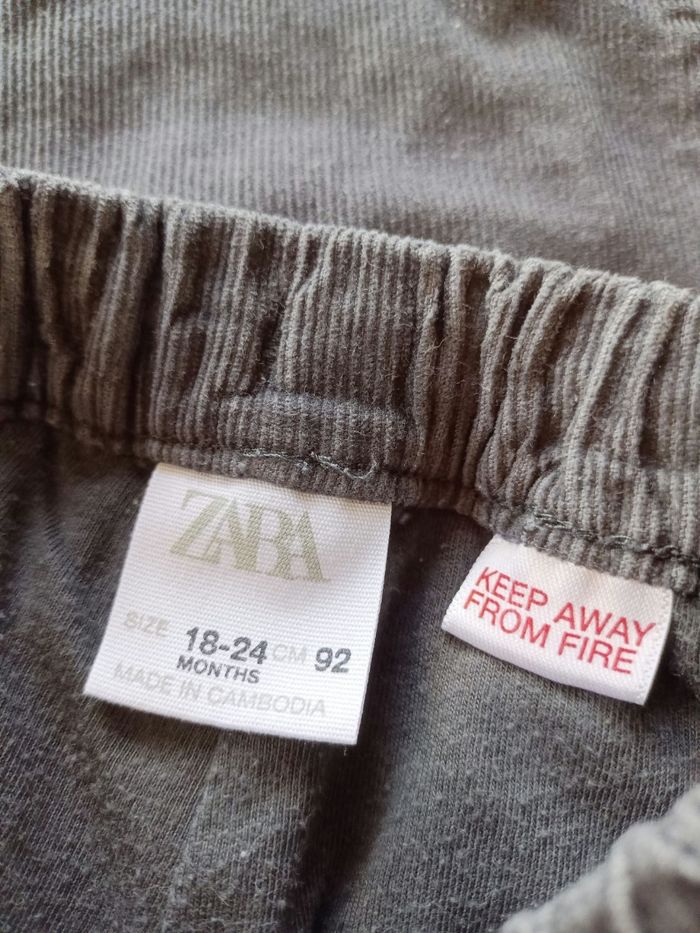 ZARA
SIZE 18-24 CM 92
MONTHS
MADE IN CAMBODIA
KEEP AWAY
FROM FIRE